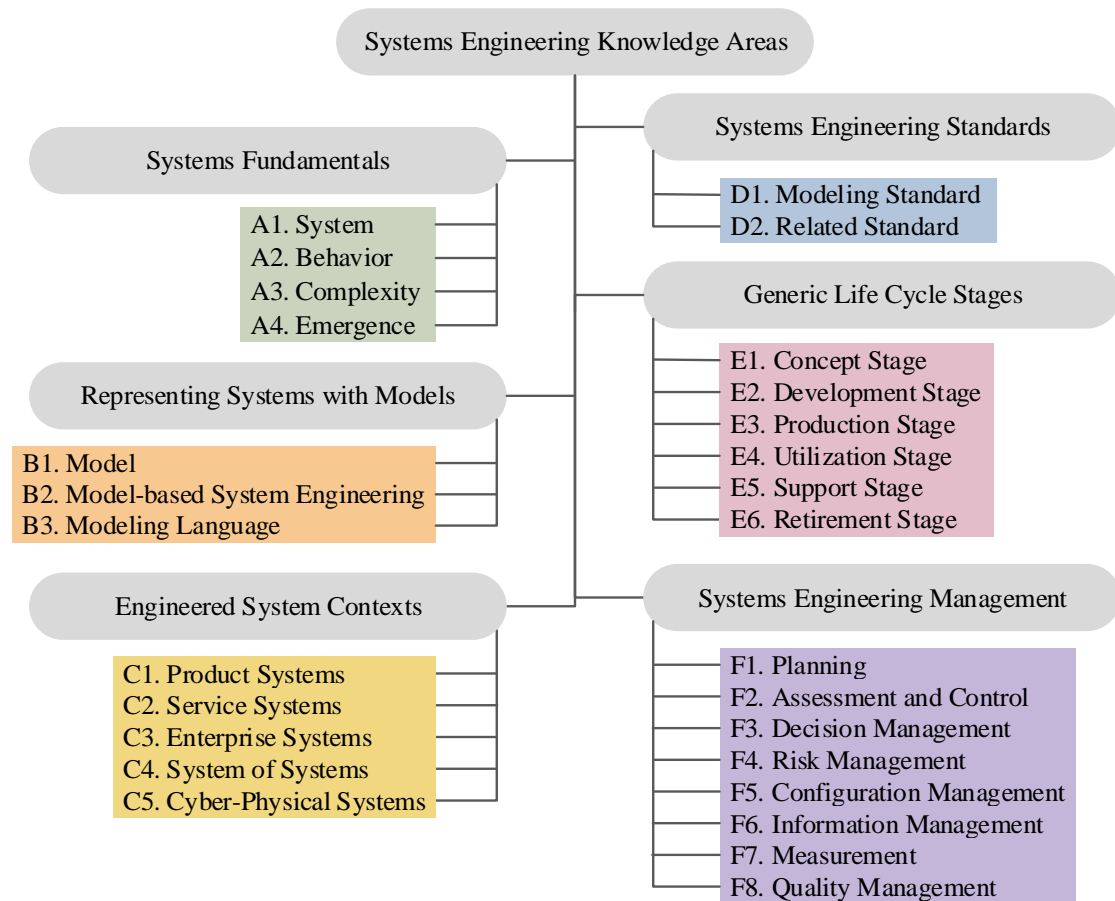 Systems Engineering Knowledge Areas
Systems Fundamentals
A1. System
A2. Behavior
A3. Complexity
A4. Emergence
Representing Systems with Models
B1. Model
B2. Model-based System Engineering
B3. Modeling Language
Engineered System Contexts
C1. Product Systems
C2. Service Systems
C3. Enterprise Systems
C4. System of Systems
C5. Cyber-Physical Systems
Systems Engineering Standards
D1. Modeling Standard
D2. Related Standard
Generic Life Cycle Stages
E1. Concept Stage
E2. Development Stage
E3. Production Stage
E4. Utilization Stage
E5. Support Stage
E6. Retirement Stage
Systems Engineering Management
F1. Planning
F2. Assessment and Control
F3. Decision Management
F4. Risk Management
F5. Configuration Management
F6. Information Management
F7. Measurement
F8. Quality Management